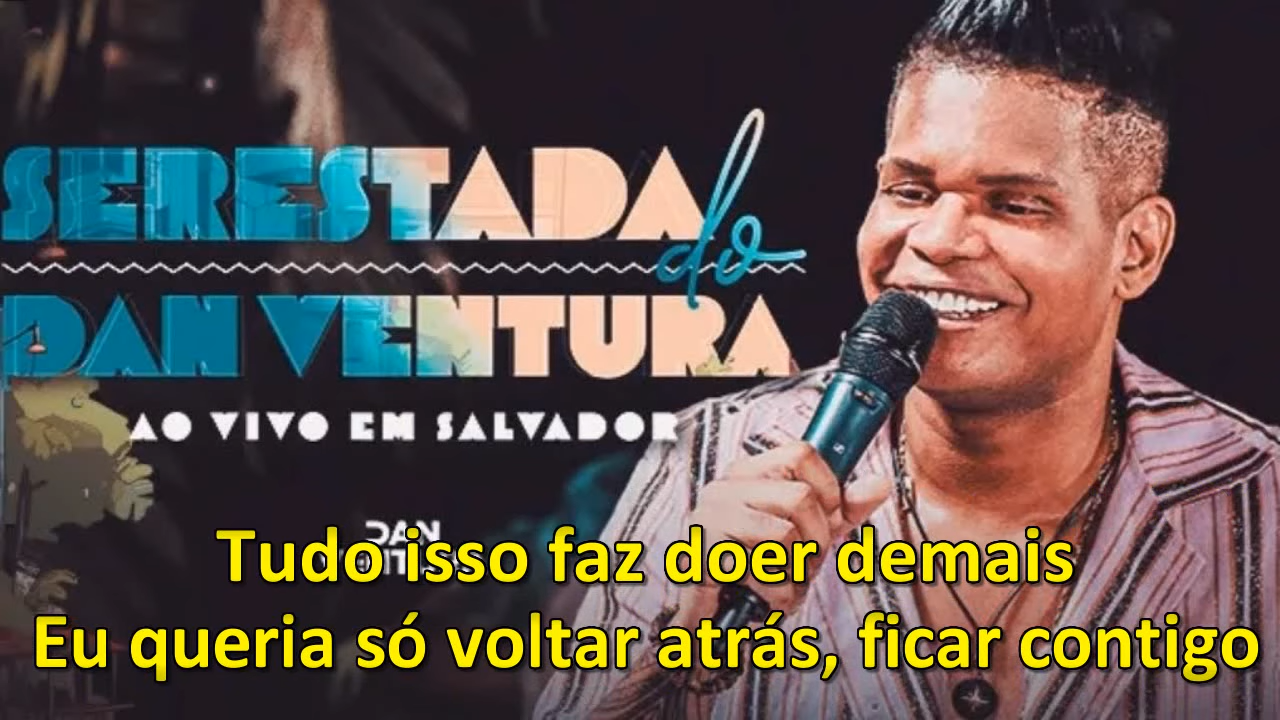 SERESTADA
do
DAN VENTURA
AO VIVO EM SALVADOR
DAN
Tudo isso faz doer demais
Eu queria só voltar atrás, ficar contigo